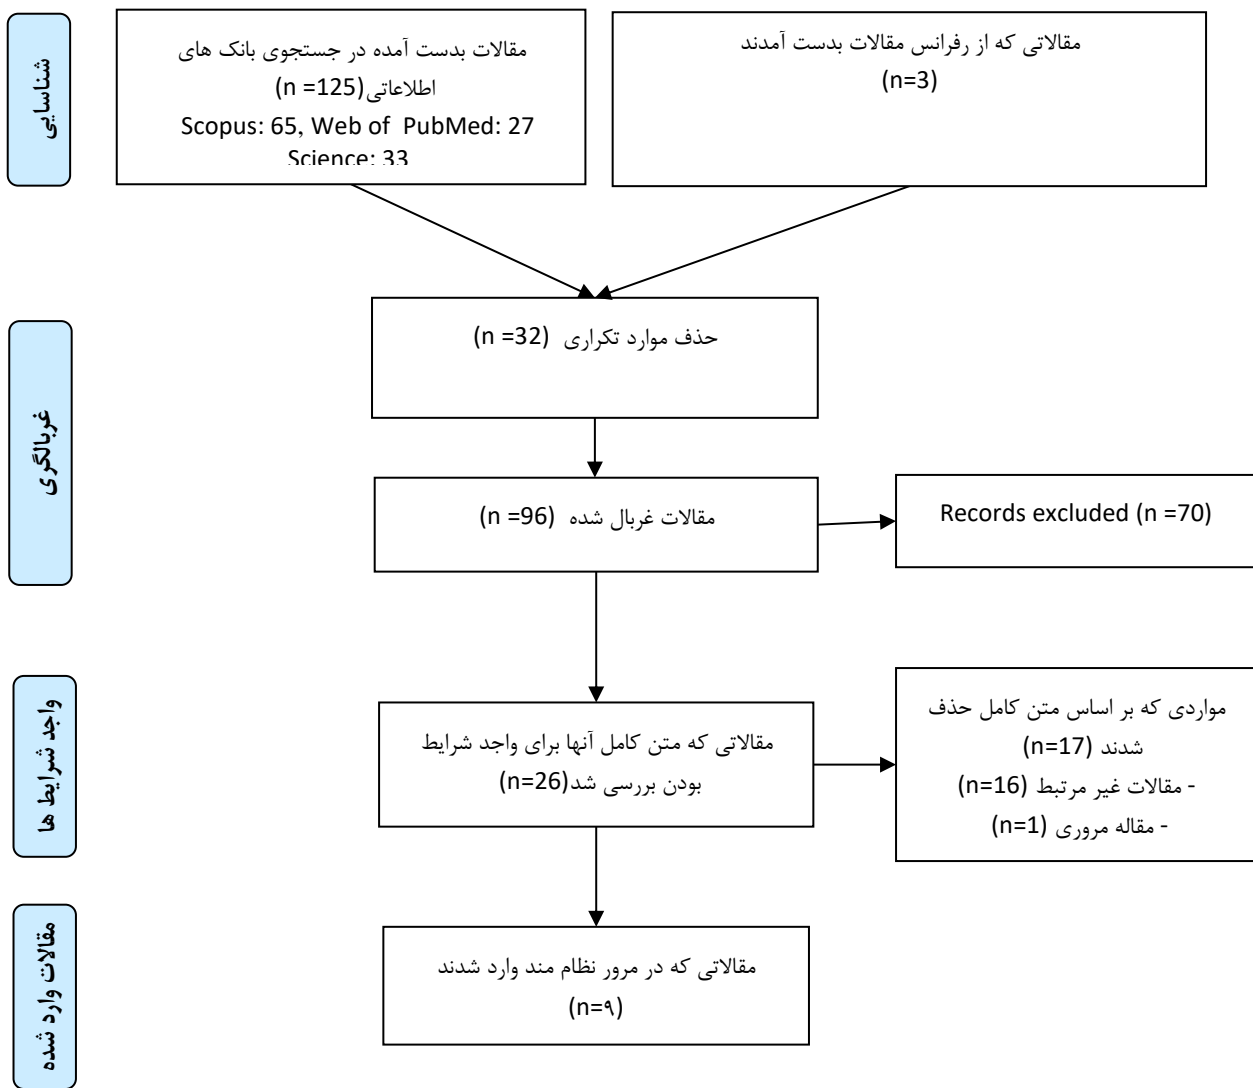 شناسایی
مقالاتی که از رفرانس مقالات بدست آمدند
(n=3)
مقالات بدست آمده در جستجوی بانک های
اطلاعاتی(n =125)
Scopus: 65, Web of  PubMed: 27
Science: 33
غربالگری
حذف موارد تکراری  (n =32)
مقالات غربال شده  (n =96)
Records excluded (n =70)
واجد شرایط ها
مقالاتی که متن کامل آنها برای واجد شرایط
بودن بررسی شد(n=26)
مواردی که بر اساس متن کامل حذف
شدند (n=17)
- مقالات غیر مرتبط (n=16)
- مقاله مروری (n=1)
مقالات وارد شده
مقالاتی که در مرور نظام مند وارد شدند
(n=۹)